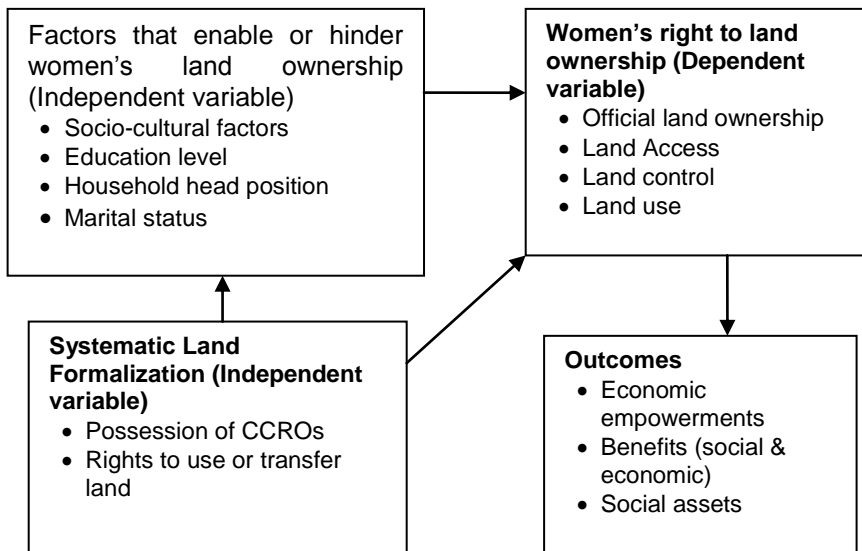 Factors that enable or hinder
women's land ownership
(Independent variable)
• Socio-cultural factors
• Education level
• Household head position
• Marital status
Women's right to land
ownership (Dependent
variable)
• Official land ownership
• Land Access
• Land control
• Land use
Systematic Land
Formalization (Independent
variable)
• Possession of CCROs
• Rights to use or transfer
land
Outcomes
• Economic
empowerments
• Benefits (social &
economic)
• Social assets